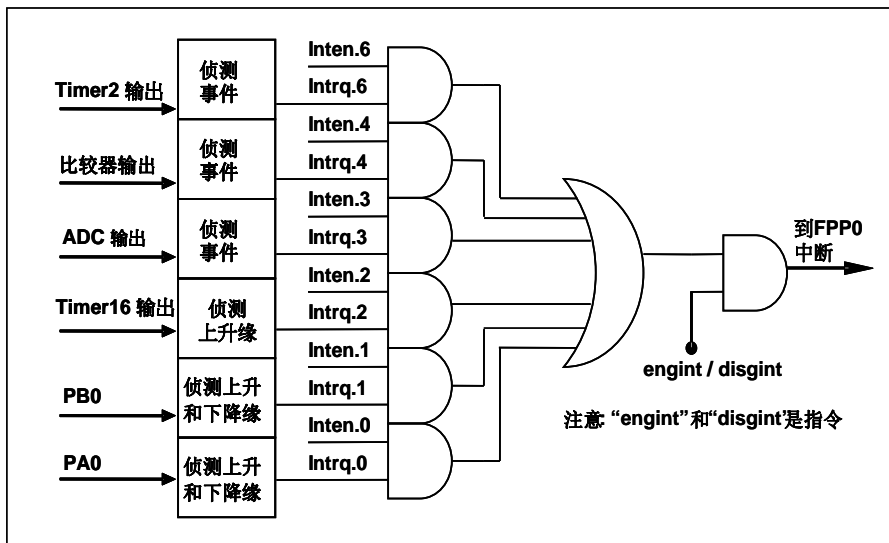 Timer2 输出
侦测
事件
Inten.6
Intrq.6
比较器输出
侦测
事件
Inten.4
Intrq.4
ADC 输出
侦测
事件
Inten.3
Intrq.3
Timer16 输出
侦测
上升缘
Inten.2
Intrq.2
PB0
侦测上升
和下降缘
Inten.1
Intrq.1
PA0
侦测上升
和下降缘
Inten.0
Intrq.0
到FPP0
中断
engint / disgint
注意: “engint”和“disgint”是指令